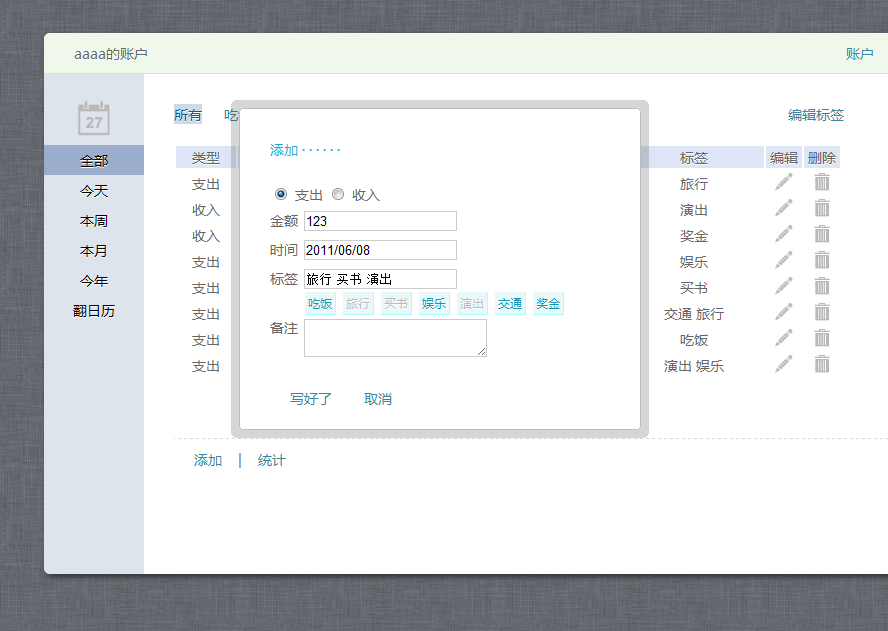 aaaa的账户 账户
27
全部
今天
本周
本月
今年
翻日历
所有 吃 编辑标签
添加 · · · · · ·
支出 收入
金额 123
时间 2011/06/08
标签 旅行 买书 演出
吃饭 旅行 买书 娱乐 演出 交通 奖金
备注
写好了 取消
类型 标签 编辑 删除
支出 旅行
收入 演出
收入 奖金
支出 娱乐
支出 买书
支出 交通 旅行
支出 吃饭
支出 演出 娱乐
添加 | 统计